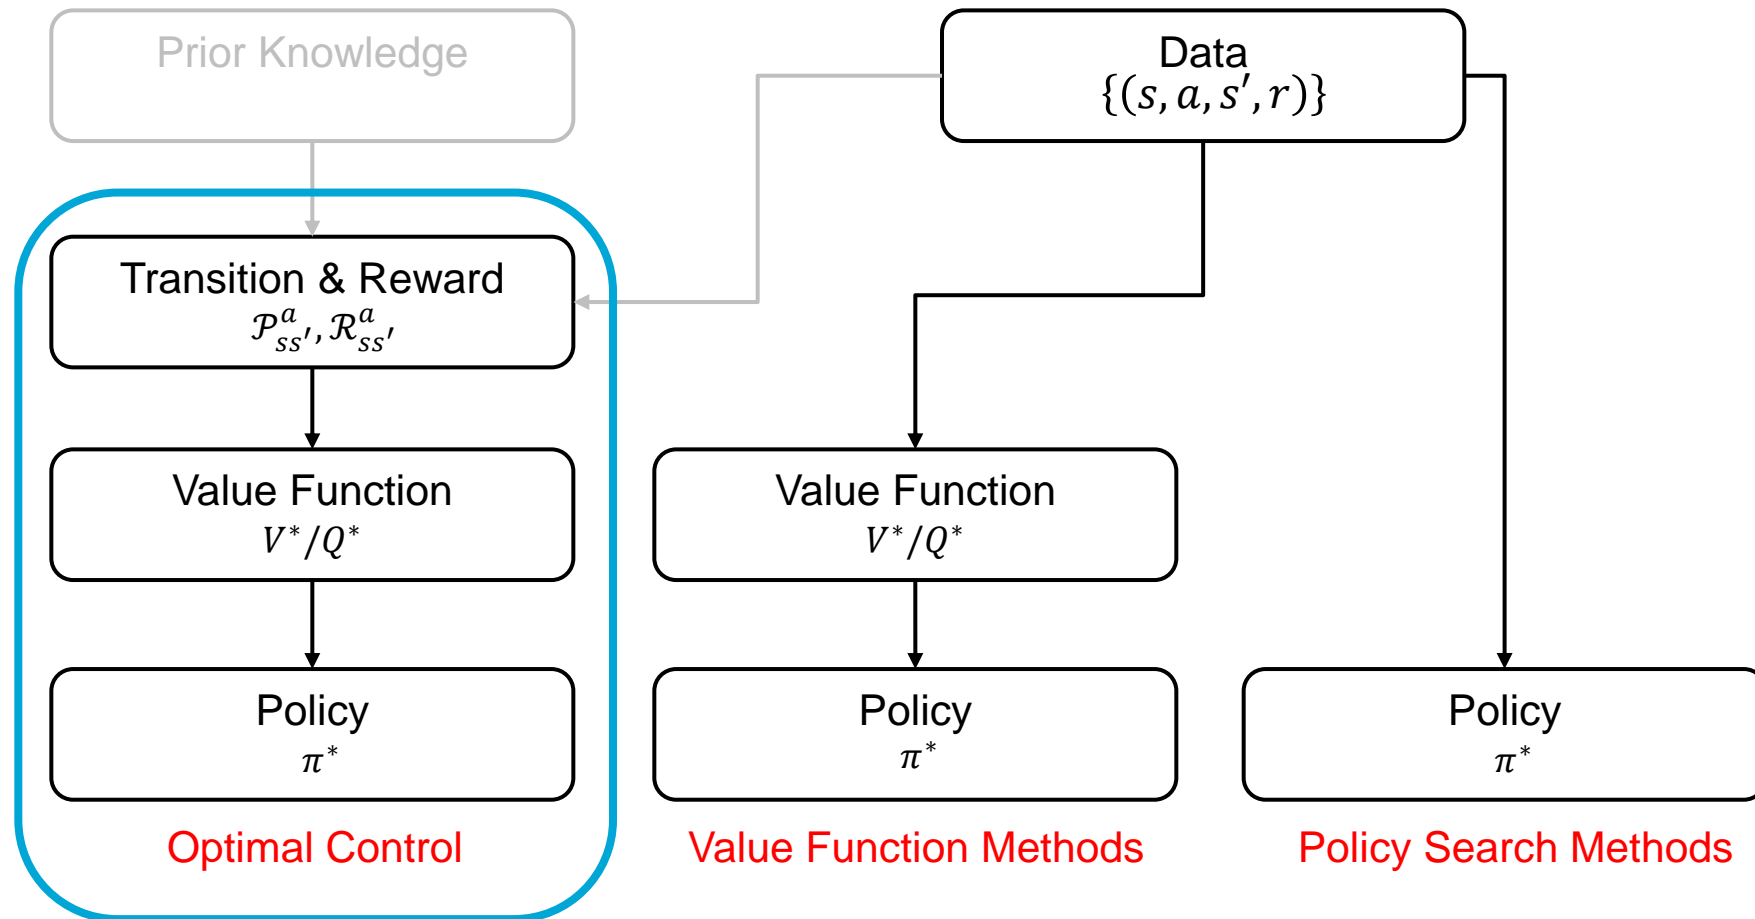 Prior Knowledge
Data
{(s, a, s′, r)}
Transition & Reward
𝒫ᵃₛₛ′, ℛᵃₛₛ′
Value Function
V*/Q*
Value Function
V*/Q*
Policy
π*
Policy
π*
Policy
π*
Optimal Control
Value Function Methods
Policy Search Methods